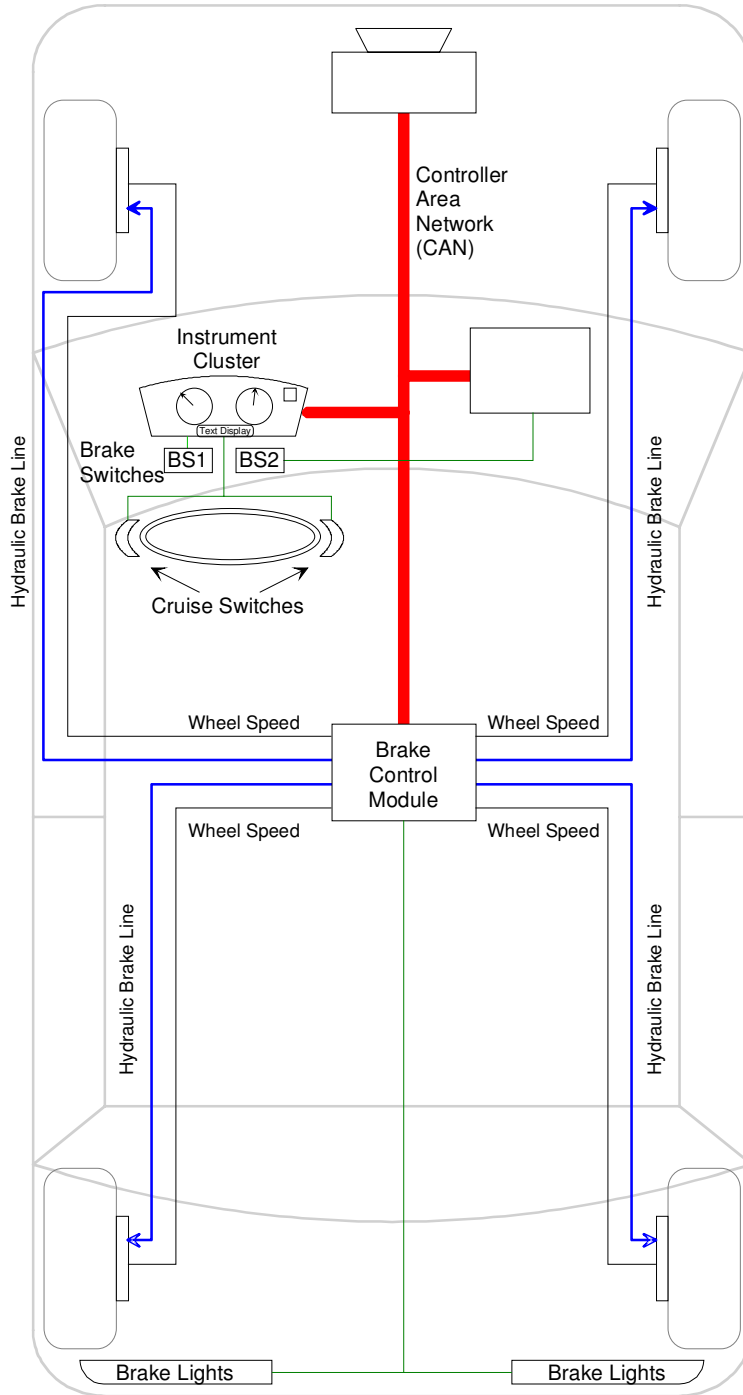 Controller
Area
Network
(CAN)
Instrument
Cluster
Text Display
Brake
Switches
BS1
BS2
Cruise Switches
Hydraulic Brake Line
Hydraulic Brake Line
Wheel Speed
Wheel Speed
Brake
Control
Module
Wheel Speed
Wheel Speed
Hydraulic Brake Line
Hydraulic Brake Line
Brake Lights
Brake Lights